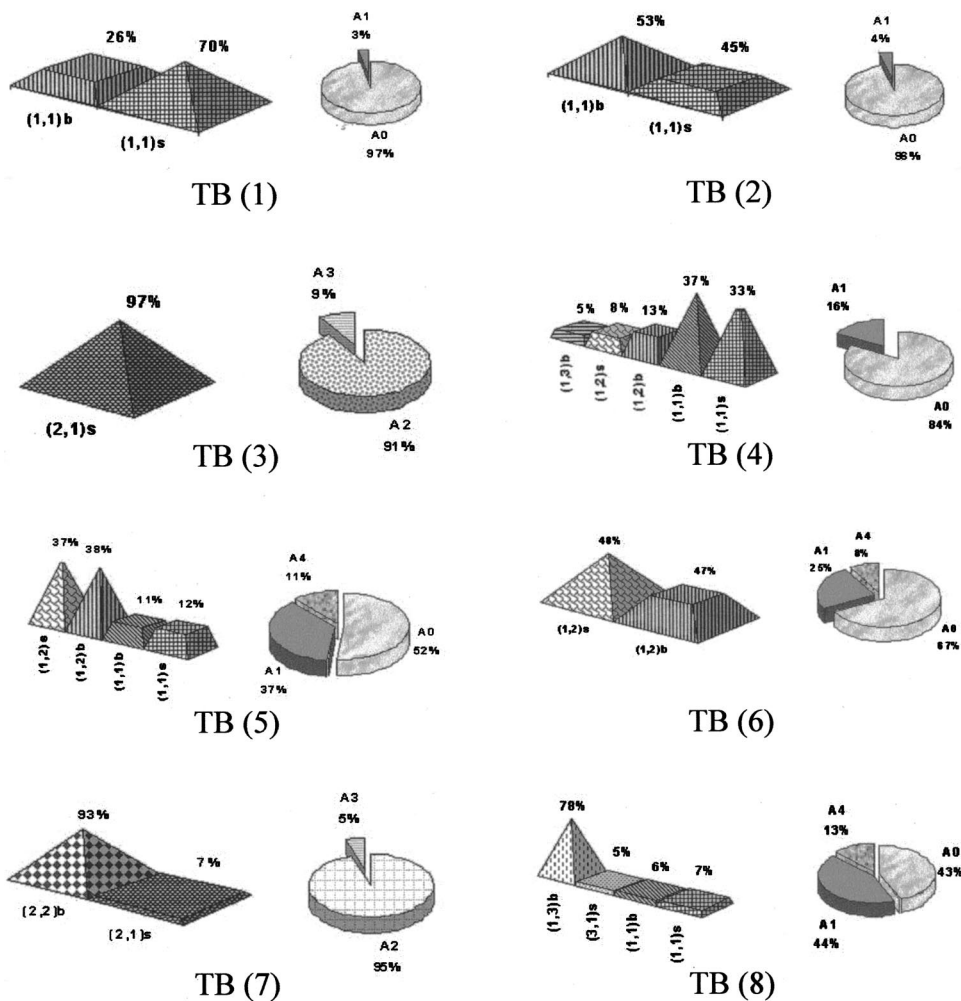 26%
70%
(1,1)b
(1,1)s
A1
3%
A0
97%
TB (1)
53%
45%
(1,1)b
(1,1)s
A1
4%
A0
96%
TB (2)
97%
(2,1)s
A3
9%
A2
91%
TB (3)
5%
8%
13%
37%
33%
(1,3)b
(1,2)s
(1,2)b
(1,1)b
(1,1)s
A1
16%
A0
84%
TB (4)
37%
38%
11%
12%
(1,2)s
(1,2)b
(1,1)b
(1,1)s
A4
11%
A0
52%
A1
37%
TB (5)
48%
47%
(1,2)s
(1,2)b
A4
8%
A1
25%
A0
67%
TB (6)
93%
7%
(2,2)b
(2,1)s
A3
5%
A2
95%
TB (7)
78%
5%
6%
7%
(1,3)b
(3,1)s
(1,1)b
(1,1)s
A4
13%
A0
43%
A1
44%
TB (8)